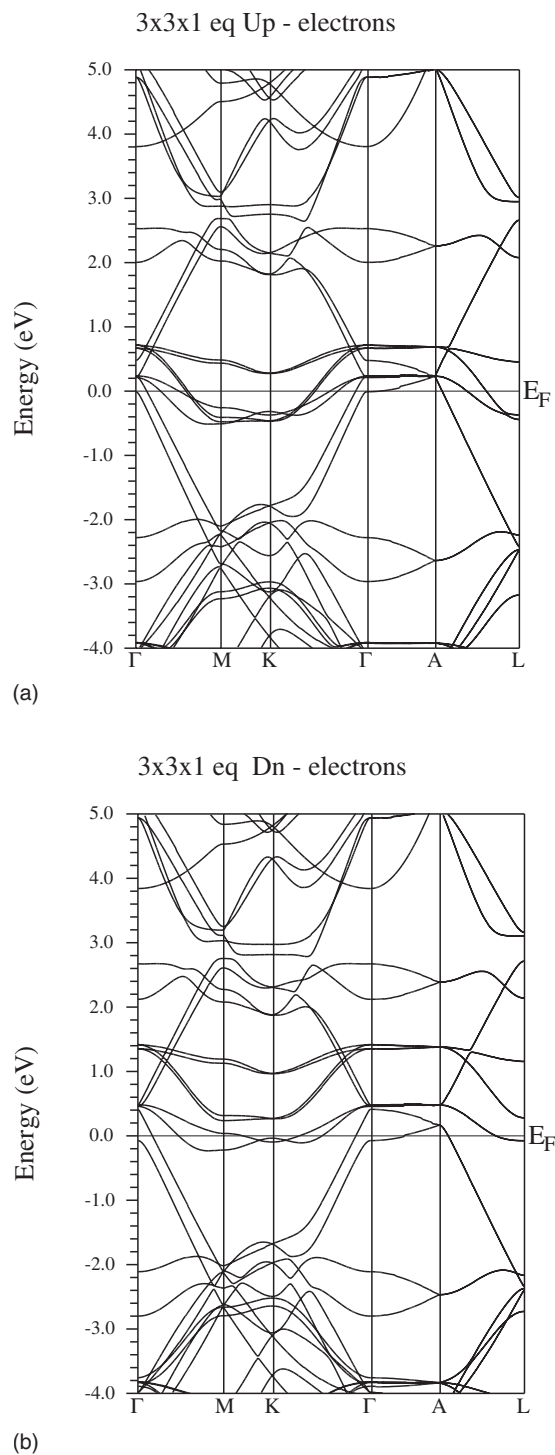 3x3x1 eq Up - electrons
5.0
4.0
3.0
2.0
1.0
0.0
-1.0
-2.0
-3.0
-4.0
Energy (eV)
E_F
Γ M K Γ A L
(a)
3x3x1 eq Dn - electrons
5.0
4.0
3.0
2.0
1.0
0.0
-1.0
-2.0
-3.0
-4.0
Energy (eV)
E_F
Γ M K Γ A L
(b)